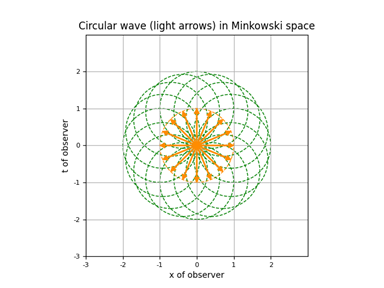 Circular wave (light arrows) in Minkowski space
2
1
0
-1
-2
-3
-3 -2 -1 0 1 2
t of observer
x of observer